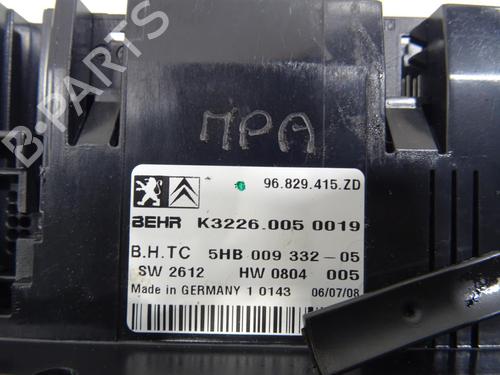 B-PARTS
MPA
96.829.415.ZD
BEHR K3226.005 0019
B.H.TC 5HB 009 332-05
SW 2612 HW 0804 005
Made in GERMANY 1 0143 06/07/08